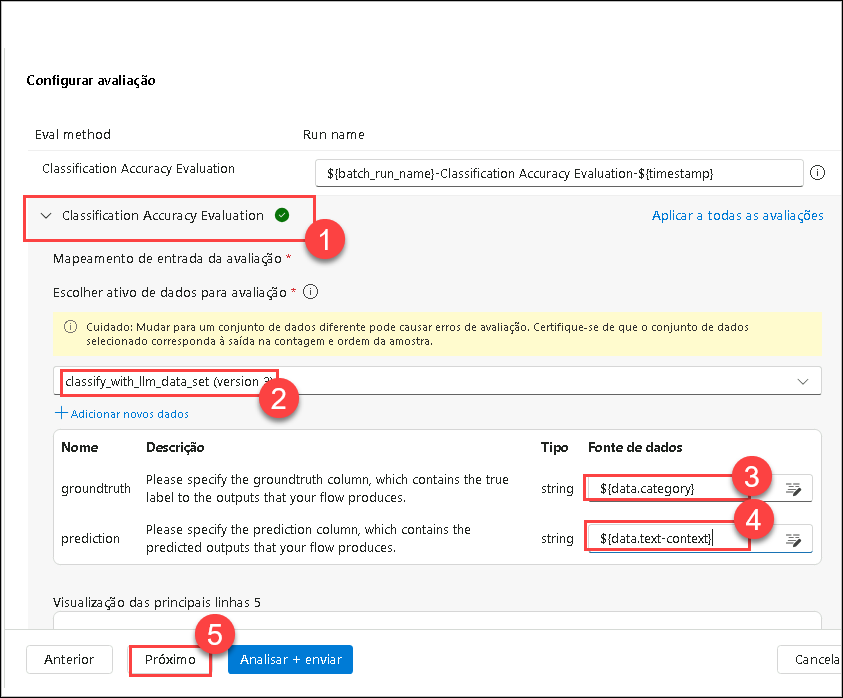 Configurar avaliação
Eval method Run name
Classification Accuracy Evaluation ${batch_run_name}-Classification Accuracy Evaluation-${timestamp}
Classification Accuracy Evaluation Aplicar a todas as avaliações
1
Mapeamento de entrada da avaliação *
Escolher ativo de dados para avaliação *
Cuidado: Mudar para um conjunto de dados diferente pode causar erros de avaliação. Certifique-se de que o conjunto de dados
selecionado corresponda à saída na contagem e ordem da amostra.
classify_with_llm_data_set (version
2
Adicionar novos dados
Nome Descrição Tipo Fonte de dados
groundtruth Please specify the groundtruth column, which contains the true
label to the outputs that your flow produces.
string ${data.category}
3
prediction Please specify the prediction column, which contains the
predicted outputs that your flow produces.
string ${data.text-context}
4
Visualização das principais linhas 5
5
Anterior Próximo Analisar + enviar Cancela